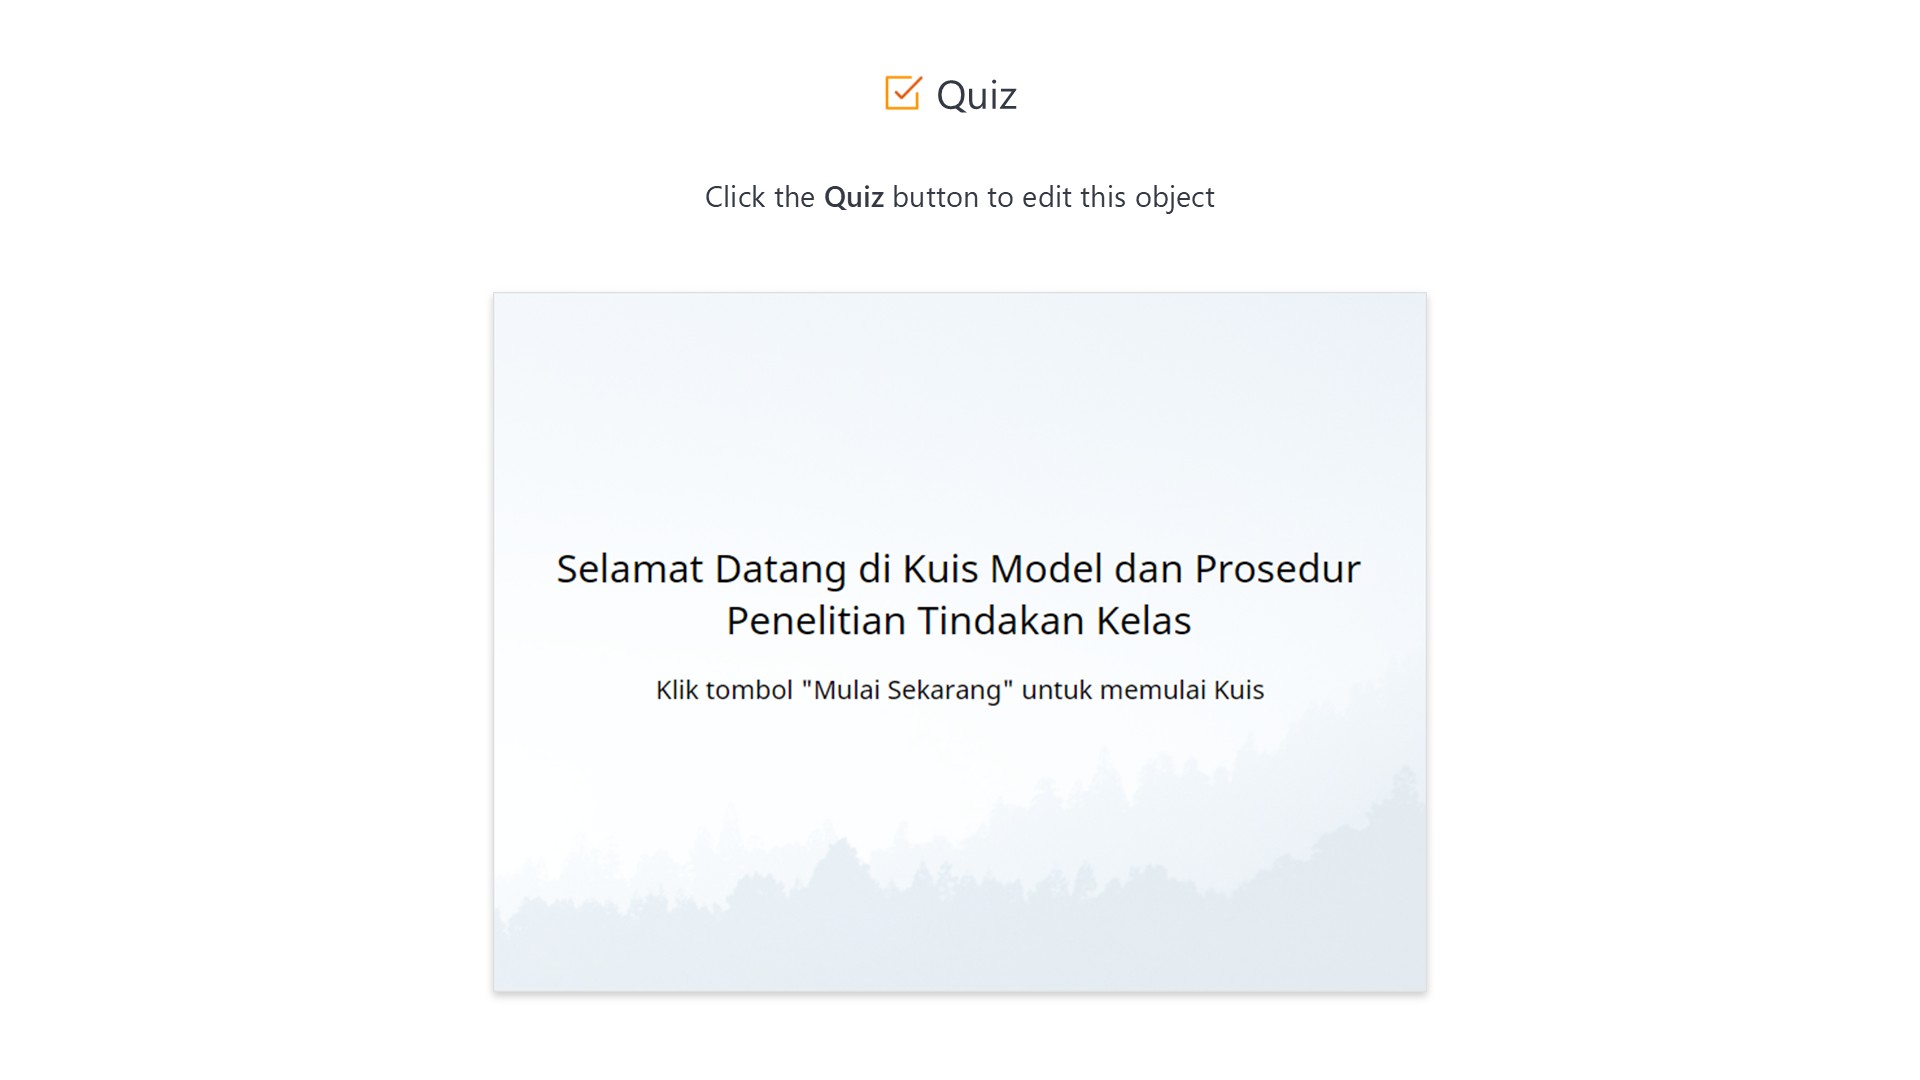 Quiz
Click the Quiz button to edit this object
Selamat Datang di Kuis Model dan Prosedur
Penelitian Tindakan Kelas
Klik tombol "Mulai Sekarang" untuk memulai Kuis